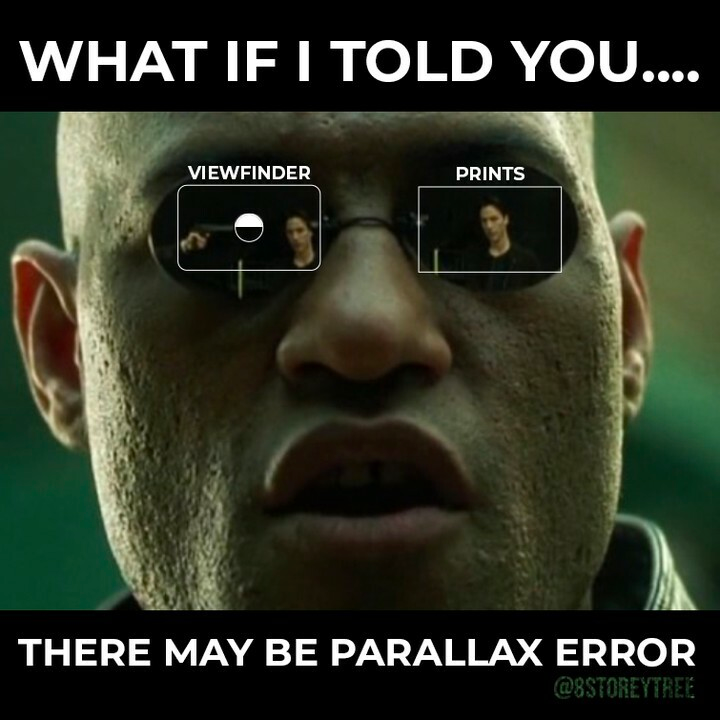 WHAT IF I TOLD YOU....
VIEWFINDER
PRINTS
THERE MAY BE PARALLAX ERROR
@8STOREYTREE